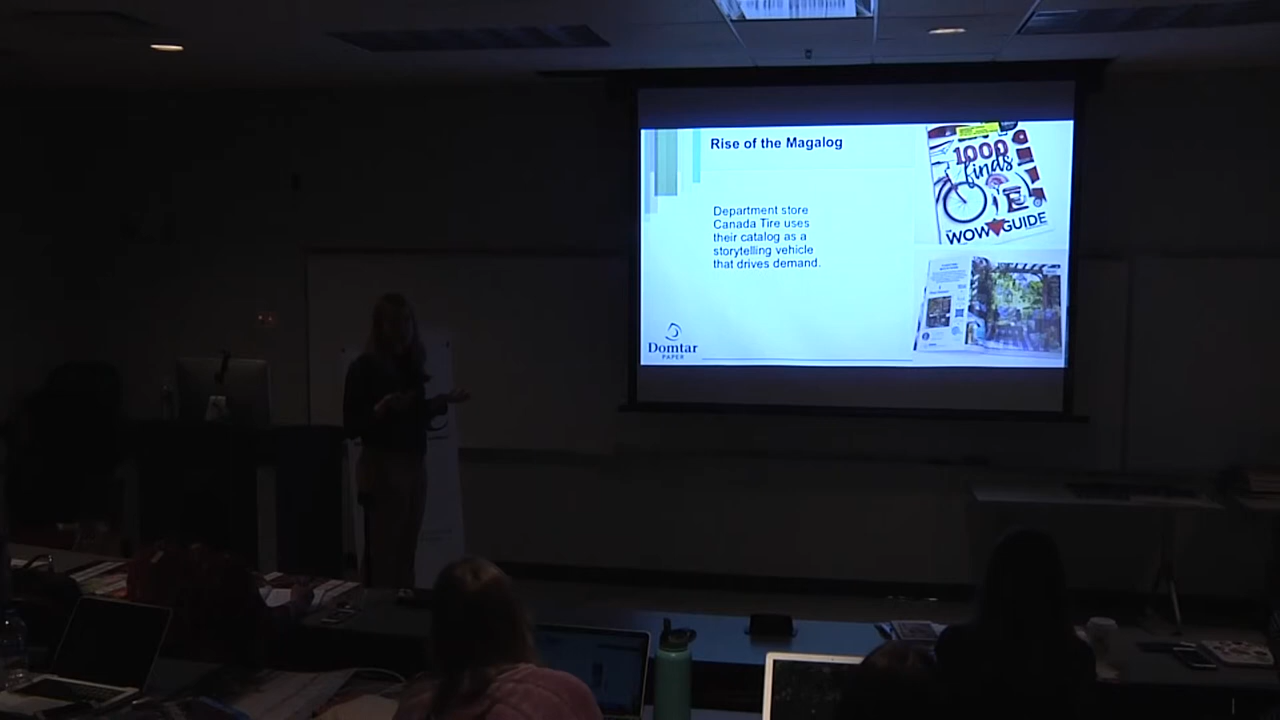 Rise of the Magalog
Department store
Canada Tire uses
their catalog as a
storytelling vehicle
that drives demand.
Domtar
PAPER
1000
finds
WOW GUIDE